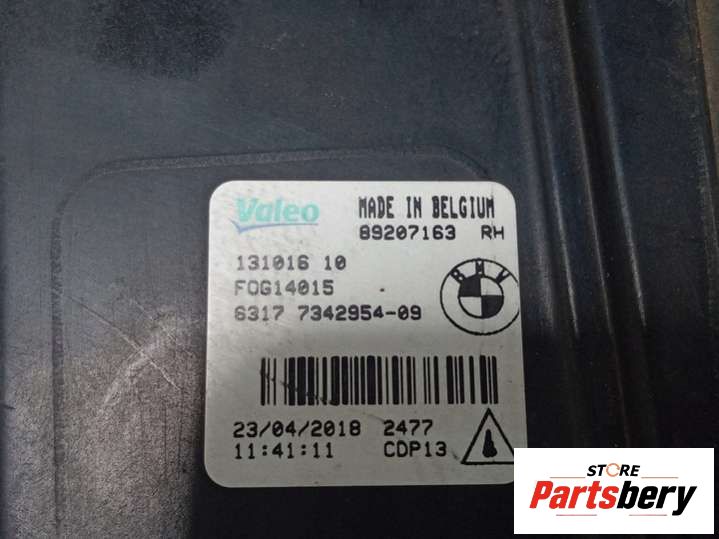 Valeo MADE IN BELGIUM
89207163 RH
131016 10
FOG14015
6317 7342954-09
BMW
23/04/2018 2477
11:41:11 CDP13
STORE
Partsbery